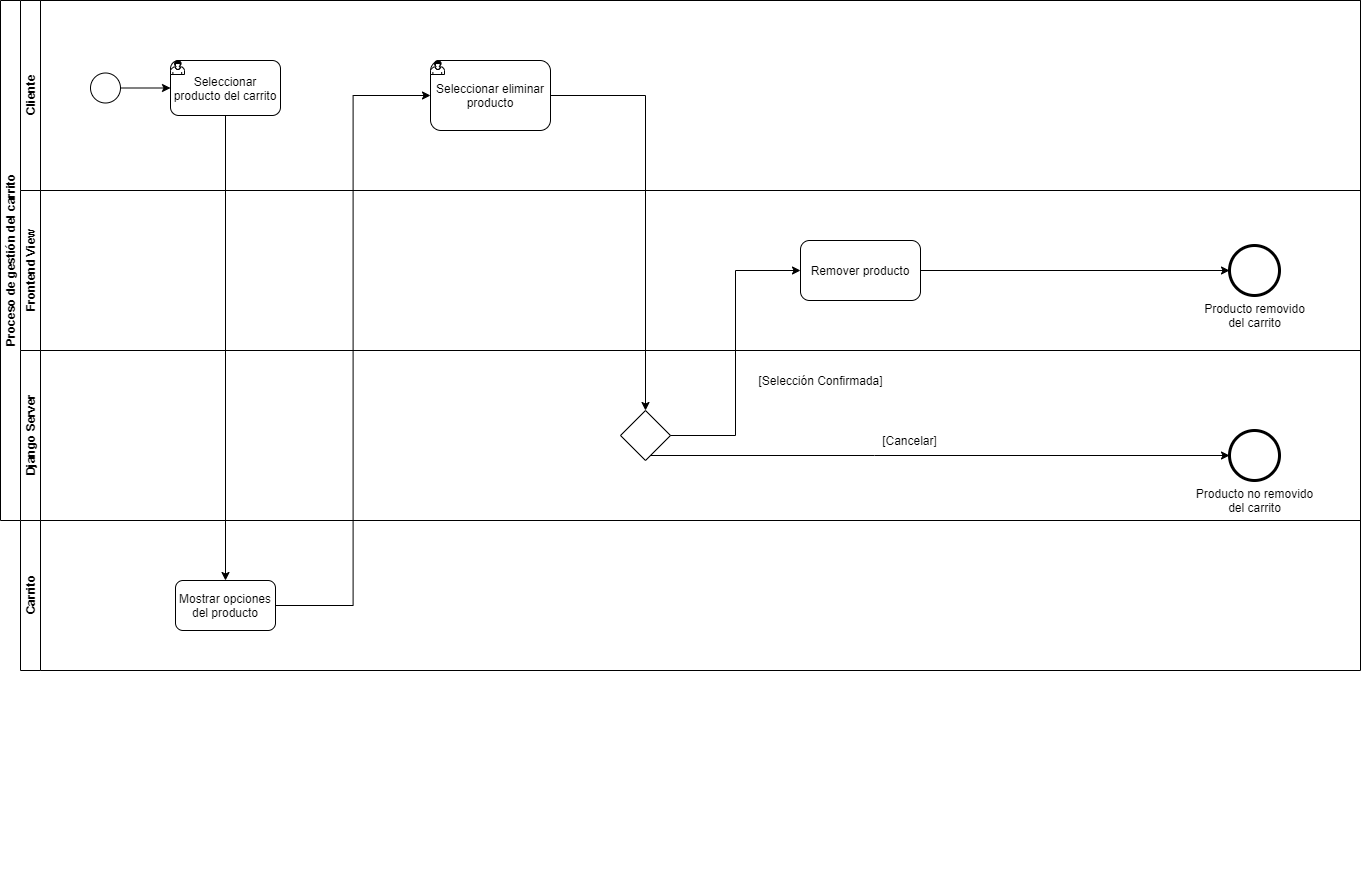 Proceso de gestión del carrito
Cliente
Seleccionar
producto del carrito
Seleccionar eliminar
producto
Frontend View
Remover producto
Producto removido
del carrito
Django Server
[Selección Confirmada]
[Cancelar]
Producto no removido
del carrito
Carrito
Mostrar opciones
del producto